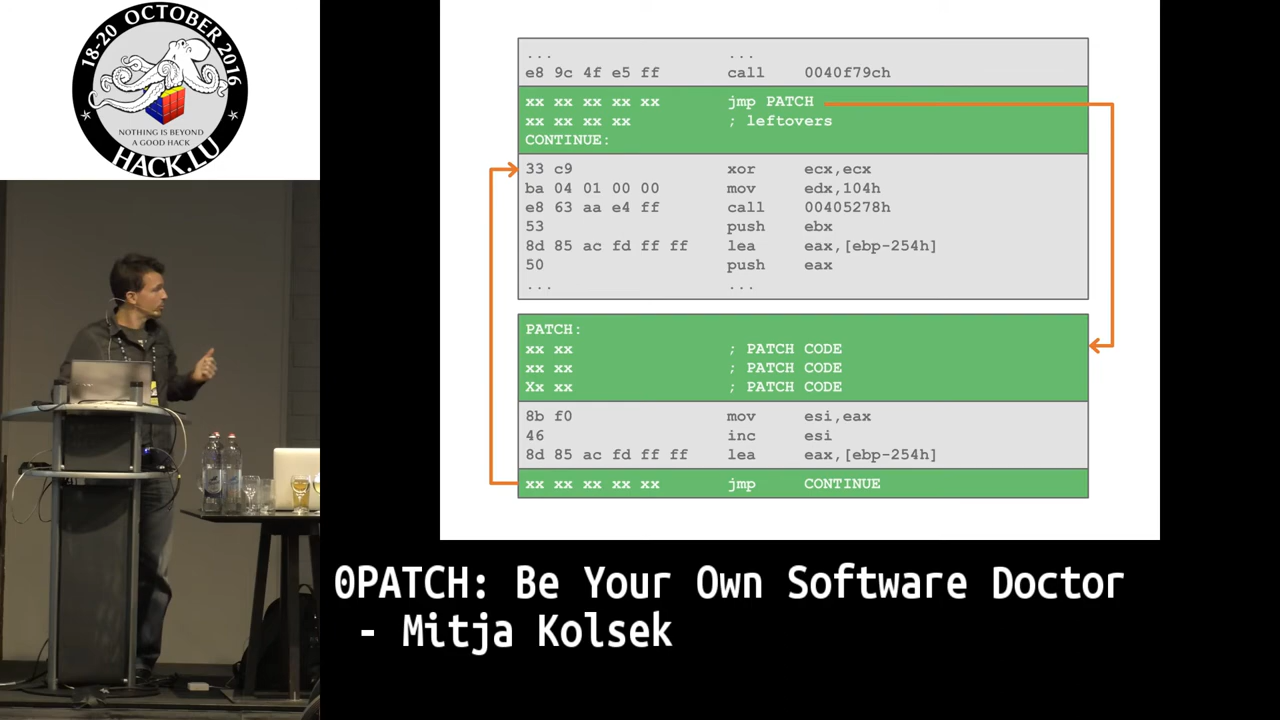 18-20 OCTOBER 2016
NOTHING IS BEYOND
A GOOD HACK
HACK.LU
... ...
e8 9c 4f e5 ff call 0040f79ch
xx xx xx xx xx jmp PATCH
xx xx xx xx ; leftovers
CONTINUE:
33 c9 xor ecx,ecx
ba 04 01 00 00 mov edx,104h
e8 63 aa e4 ff call 00405278h
53 push ebx
8d 85 ac fd ff ff lea eax,[ebp-254h]
50 push eax
... ...
PATCH:
xx xx ; PATCH CODE
xx xx ; PATCH CODE
Xx xx ; PATCH CODE
8b f0 mov esi,eax
46 inc esi
8d 85 ac fd ff ff lea eax,[ebp-254h]
xx xx xx xx xx jmp CONTINUE
0PATCH: Be Your Own Software Doctor
- Mitja Kolsek